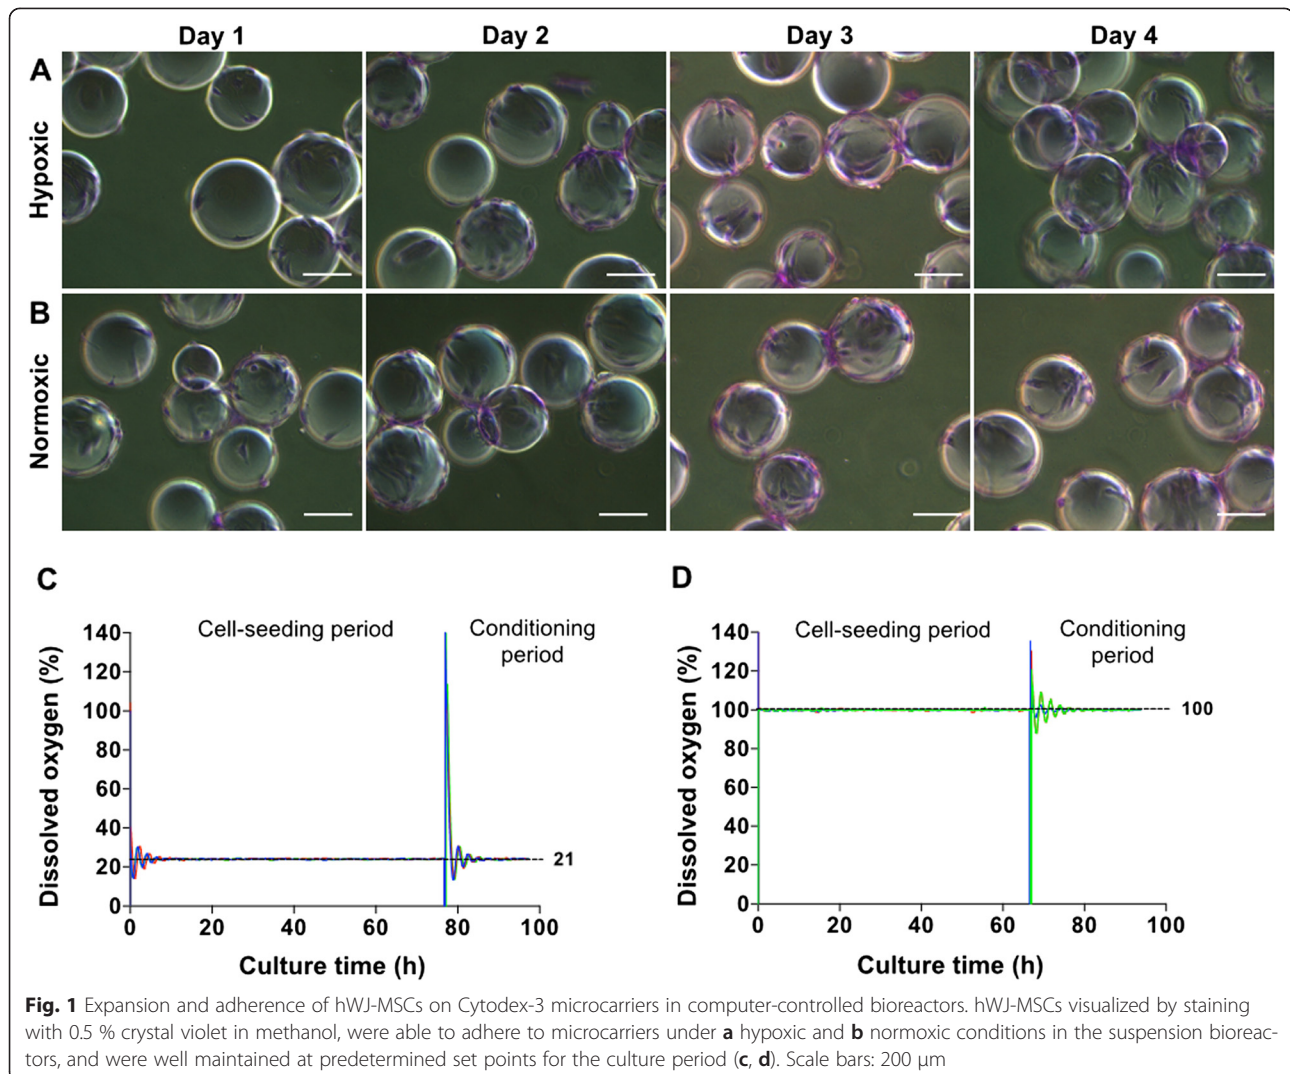 Day 1 Day 2 Day 3 Day 4
A
Hypoxic
B
Normoxic
C
Cell-seeding period
Conditioning
period
140
120
100
80
60
40
20
0
21
0 20 40 60 80 100
Dissolved oxygen (%)
Culture time (h)
D
Cell-seeding period
Conditioning
period
140
120
100
80
60
40
20
0
100
0 20 40 60 80 100
Dissolved oxygen (%)
Culture time (h)
Fig. 1 Expansion and adherence of hWJ-MSCs on Cytodex-3 microcarriers in computer-controlled bioreactors. hWJ-MSCs visualized by staining
with 0.5 % crystal violet in methanol, were able to adhere to microcarriers under a hypoxic and b normoxic conditions in the suspension bioreac-
tors, and were well maintained at predetermined set points for the culture period (c, d). Scale bars: 200 μm